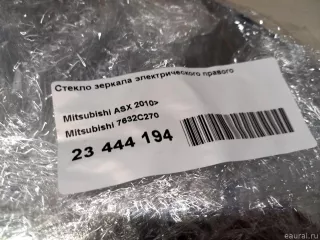 Стекло зеркала электрического правого
Mitsubishi ASX 2010>
Mitsubishi 7632C270
23 444 194
eaural.ru